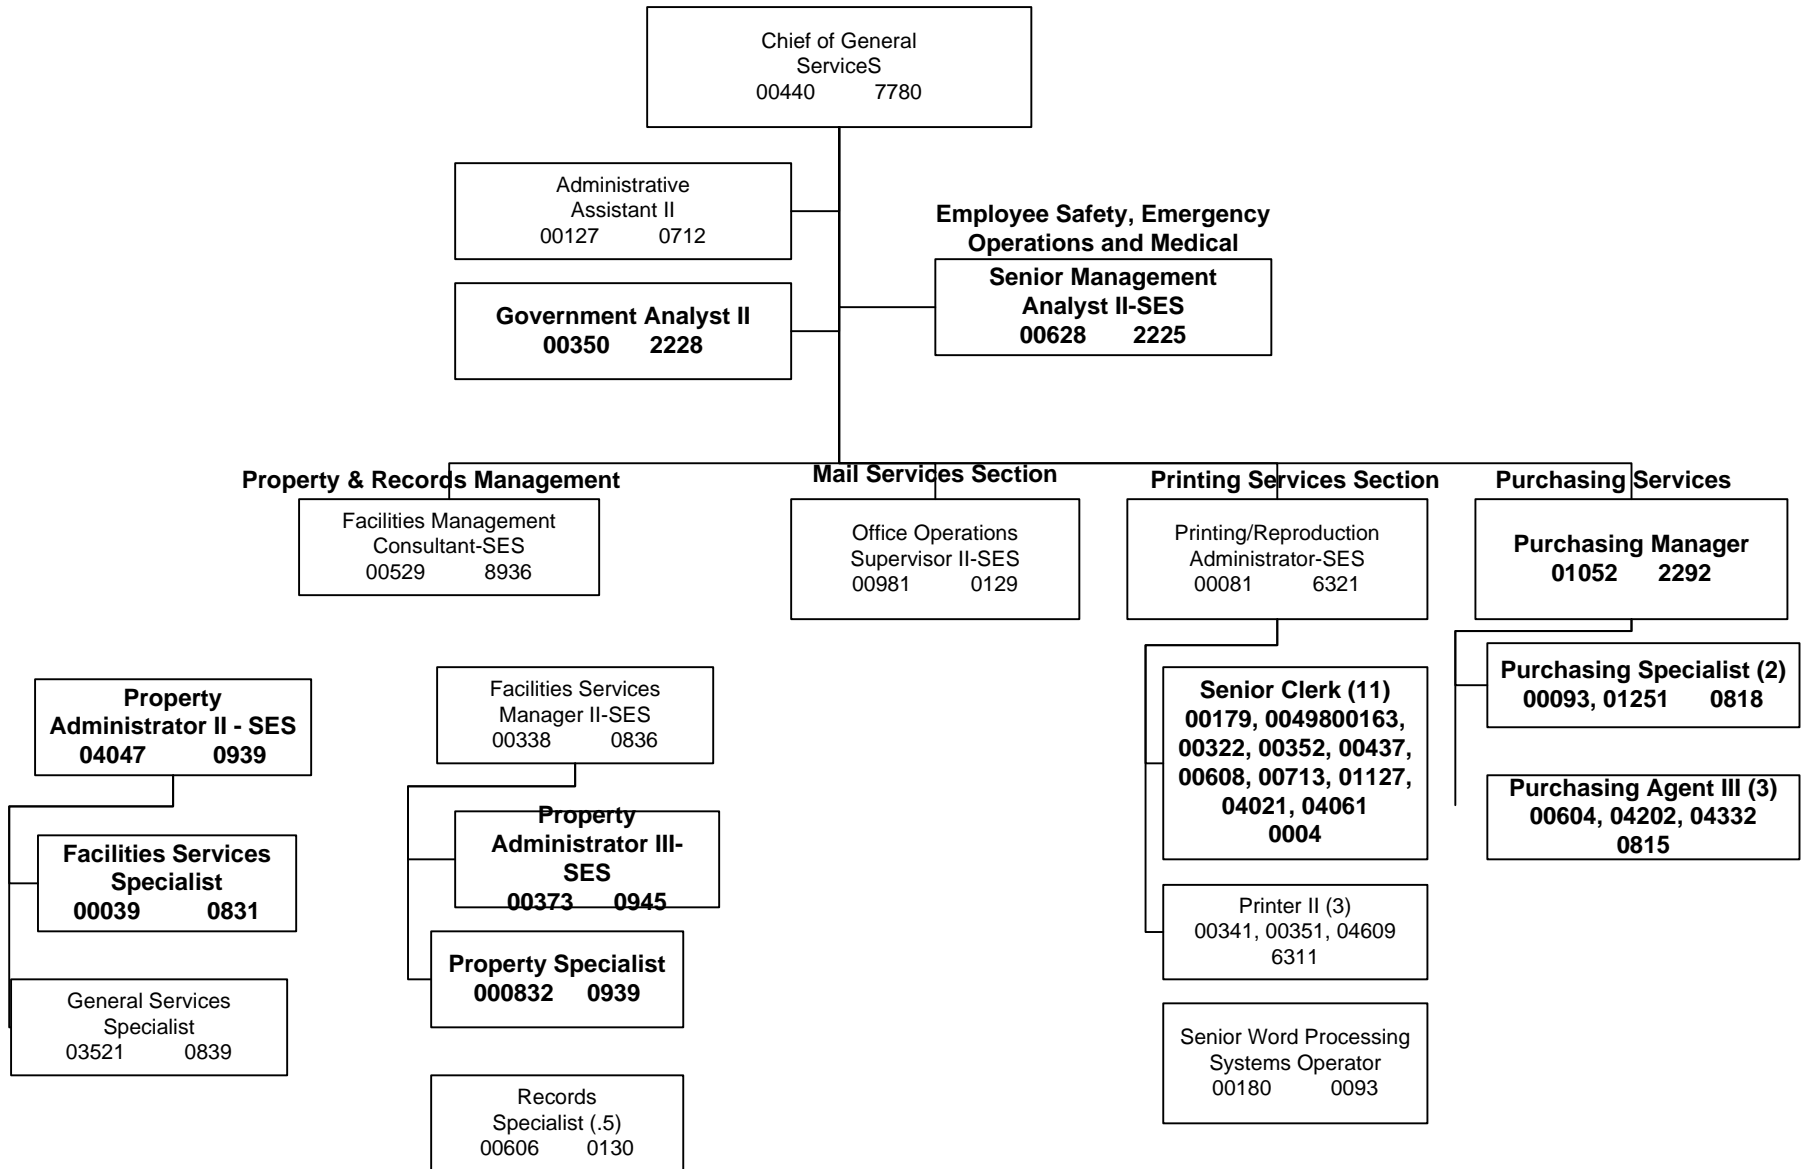 Chief of General
ServiceS
00440 7780
Administrative
Assistant II
00127 0712
Government Analyst II
00350 2228
Employee Safety, Emergency
Operations and Medical
Senior Management
Analyst II-SES
00628 2225
Property & Records Management
Facilities Management
Consultant-SES
00529 8936
Mail Services Section
Office Operations
Supervisor II-SES
00981 0129
Printing Services Section
Printing/Reproduction
Administrator-SES
00081 6321
Purchasing Services
Purchasing Manager
01052 2292
Property
Administrator II - SES
04047 0939
Facilities Services
Specialist
00039 0831
General Services
Specialist
03521 0839
Facilities Services
Manager II-SES
00338 0836
Property
Administrator III-
SES
00373 0945
Property Specialist
000832 0939
Records
Specialist (.5)
00606 0130
Senior Clerk (11)
00179, 0049800163,
00322, 00352, 00437,
00608, 00713, 01127,
04021, 04061
0004
Printer II (3)
00341, 00351, 04609
6311
Senior Word Processing
Systems Operator
00180 0093
Purchasing Specialist (2)
00093, 01251 0818
Purchasing Agent III (3)
00604, 04202, 04332
0815